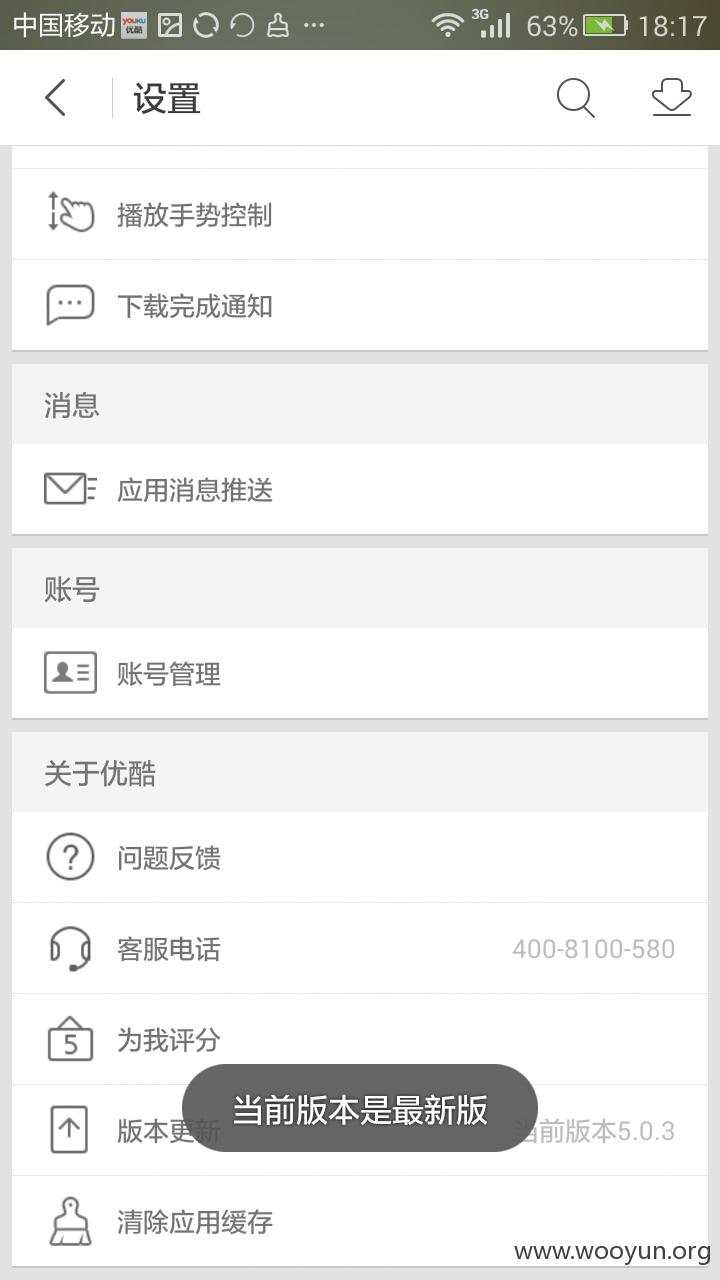 中国移动 YOUKU 优酷 3G 63% 18:17
设置
播放手势控制
下载完成通知
消息
应用消息推送
账号
账号管理
关于优酷
? 问题反馈
客服电话 400-8100-580
5 为我评分
当前版本是最新版
版本更新 当前版本5.0.3
清除应用缓存
www.wooyun.org